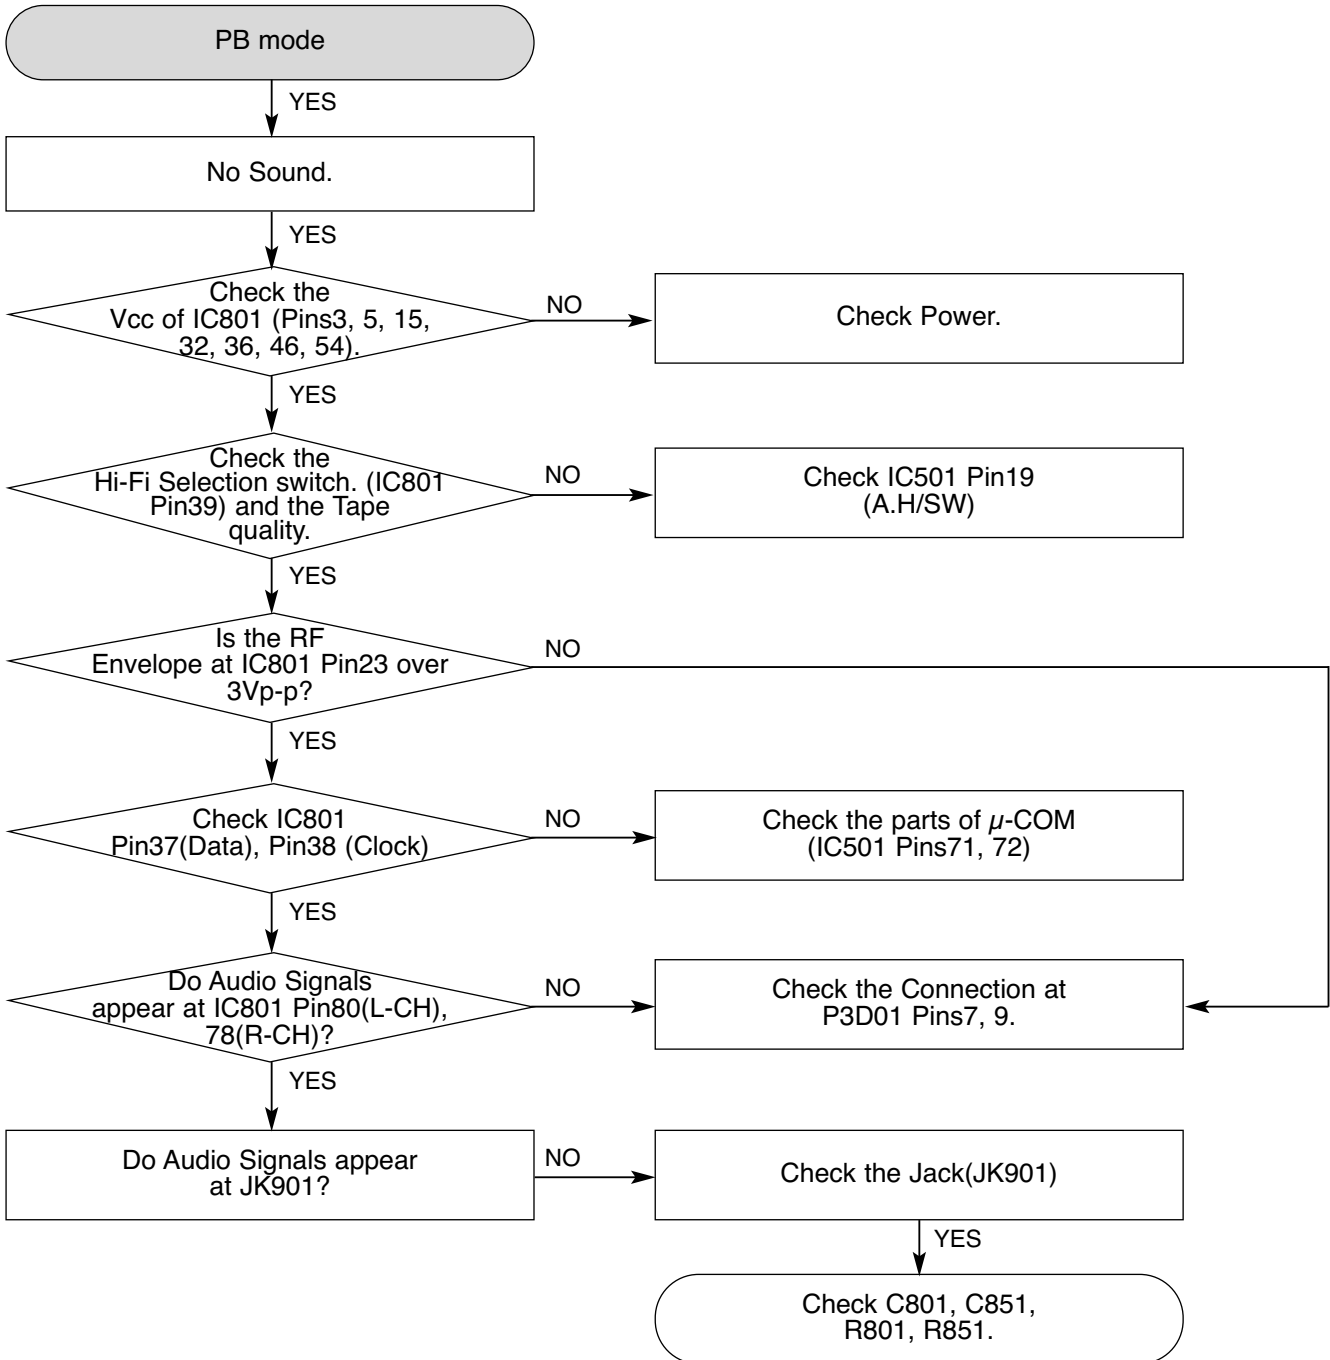 PB mode
YES
No Sound.
YES
Check the
Vcc of IC801 (Pins3, 5, 15,
32, 36, 46, 54).
NO
Check Power.
YES
Check the
Hi-Fi Selection switch. (IC801
Pin39) and the Tape
quality.
NO
Check IC501 Pin19
(A.H/SW)
YES
Is the RF
Envelope at IC801 Pin23 over
3Vp-p?
NO
YES
Check IC801
Pin37(Data), Pin38 (Clock)
NO
Check the parts of μ-COM
(IC501 Pins71, 72)
YES
Do Audio Signals
appear at IC801 Pin80(L-CH),
78(R-CH)?
NO
Check the Connection at
P3D01 Pins7, 9.
YES
Do Audio Signals appear
at JK901?
NO
Check the Jack(JK901)
YES
Check C801, C851,
R801, R851.